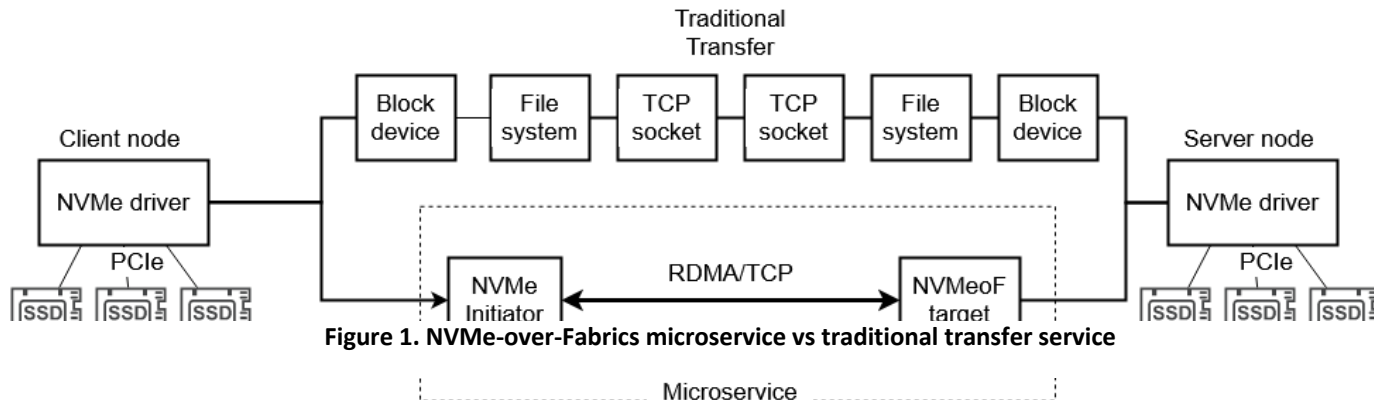 Traditional
Transfer
Block
device
File
system
TCP
socket
TCP
socket
File
system
Block
device
Client node
NVMe driver
PCIe
SSD
SSD
SSD
Server node
NVMe driver
PCIe
SSD
SSD
SSD
NVMe
Initiator
RDMA/TCP
NVMeoF
target
Figure 1. NVMe-over-Fabrics microservice vs traditional transfer service
Microservice